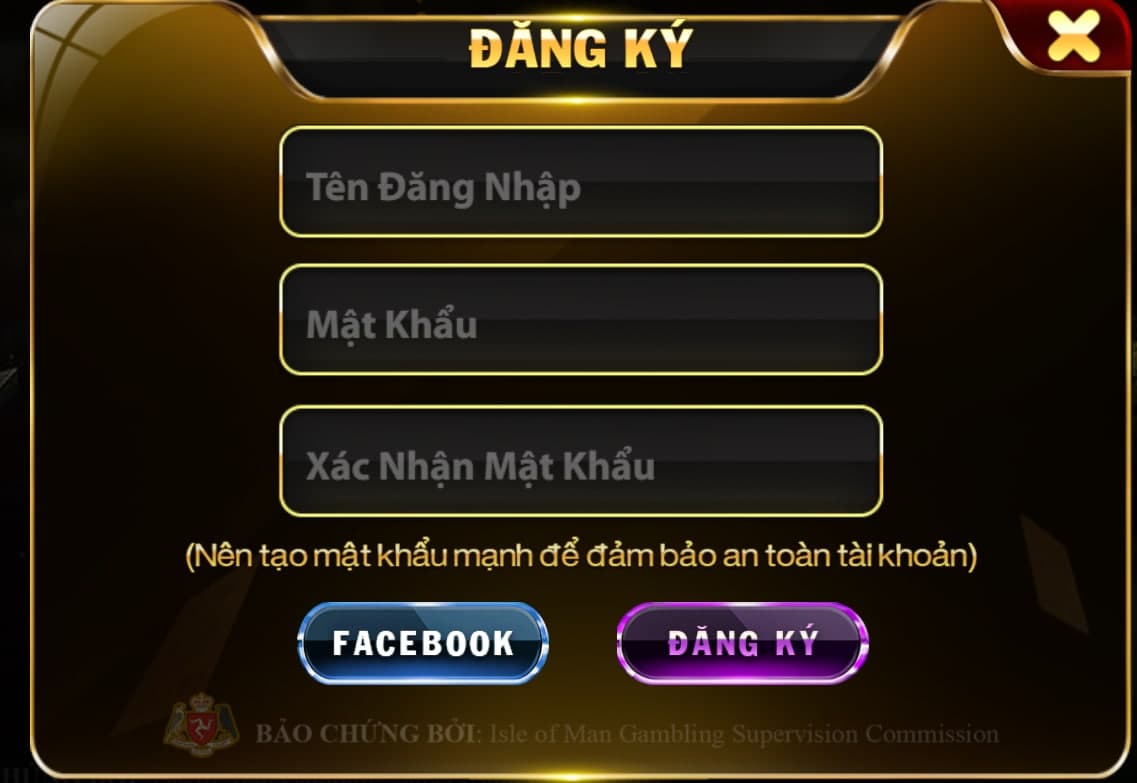 ĐĂNG KÝ
Tên Đăng Nhập
Mật Khẩu
Xác Nhận Mật Khẩu
(Nên tạo mật khẩu mạnh để đảm bảo an toàn tài khoản)
FACEBOOK
ĐĂNG KÝ
BẢO CHỨNG BỞI: Isle of Man Gambling Supervision Commission